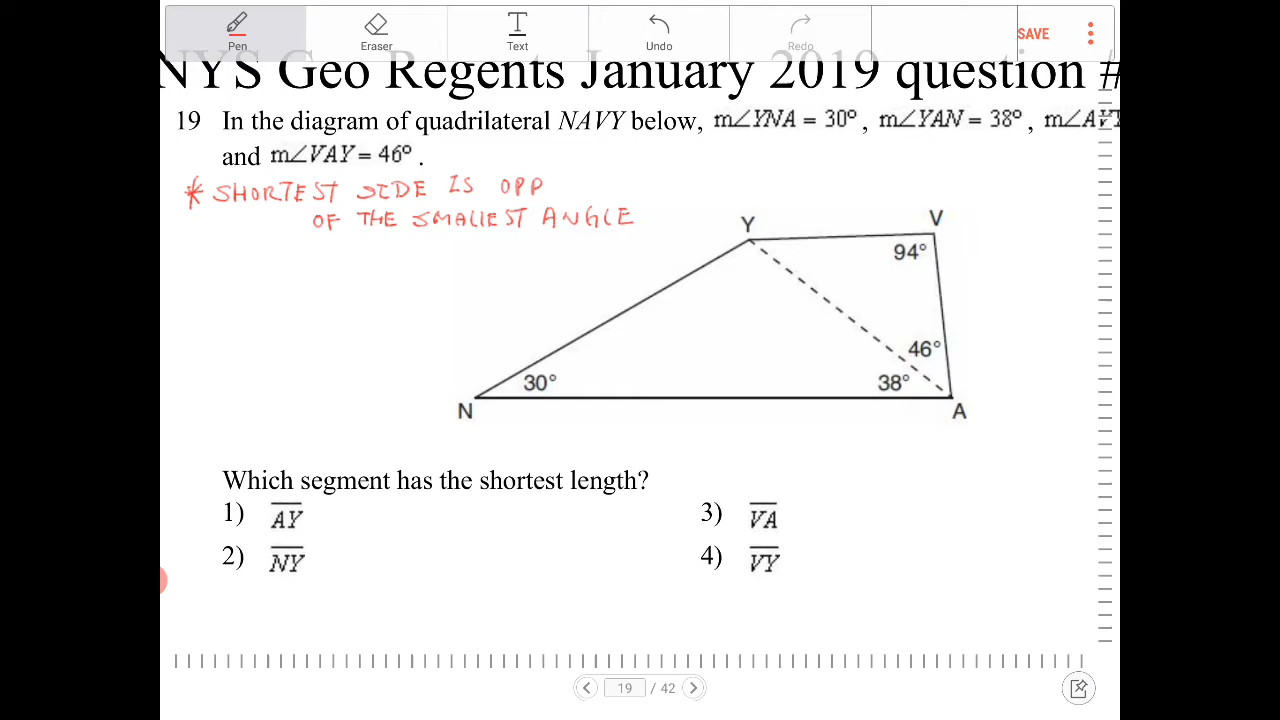 Pen Eraser Text Undo Redo SAVE
NYS Geo Regents January 2019 question #
19 In the diagram of quadrilateral NAVY below, m∠YNA = 30°, m∠YAN = 38°, m∠AVY
and m∠VAY = 46°.
* SHORTEST SIDE IS OPP
OF THE SMALLEST ANGLE
Y V
94°
46°
30° 38°
N A
Which segment has the shortest length?
1) AY 3) VA
2) NY 4) VY
19 / 42